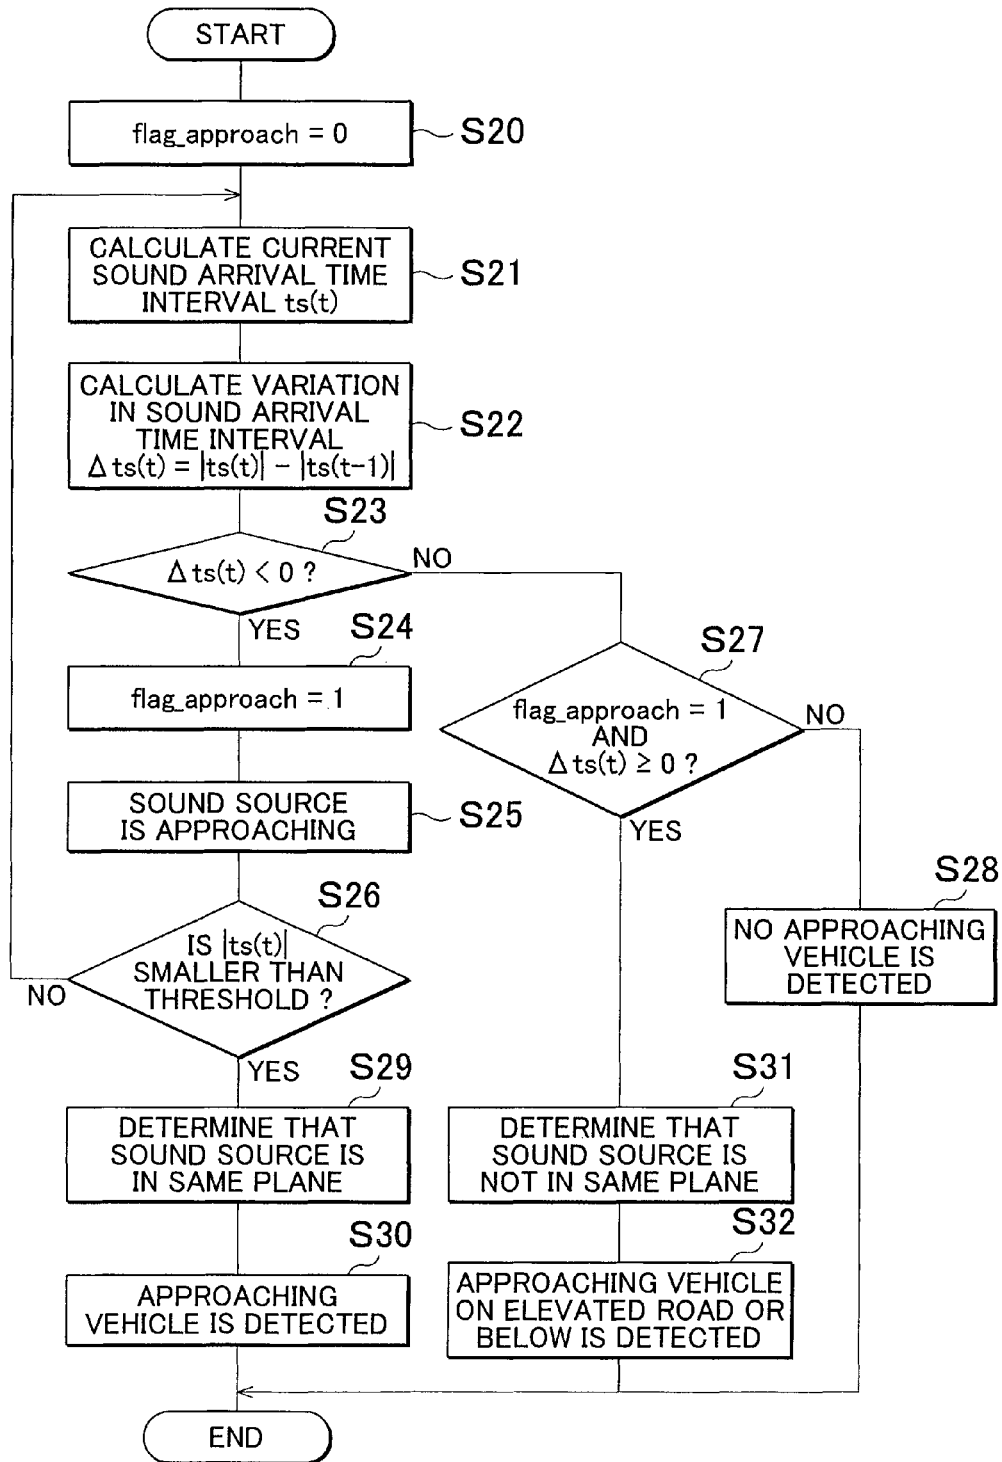 START
flag_approach = 0
S20
CALCULATE CURRENT
SOUND ARRIVAL TIME
INTERVAL ts(t)
S21
CALCULATE VARIATION
IN SOUND ARRIVAL
TIME INTERVAL
Δts(t) = |ts(t)| - |ts(t-1)|
S22
S23
Δts(t) < 0 ?
NO
YES
S24
flag_approach = 1
S27
flag_approach = 1
AND
Δts(t) ≥ 0 ?
NO
YES
SOUND SOURCE
IS APPROACHING
S25
S26
IS |ts(t)|
SMALLER THAN
THRESHOLD ?
NO
YES
S28
NO APPROACHING
VEHICLE IS
DETECTED
S29
DETERMINE THAT
SOUND SOURCE IS
IN SAME PLANE
S31
DETERMINE THAT
SOUND SOURCE IS
NOT IN SAME PLANE
S30
APPROACHING
VEHICLE IS DETECTED
S32
APPROACHING VEHICLE
ON ELEVATED ROAD OR
BELOW IS DETECTED
END